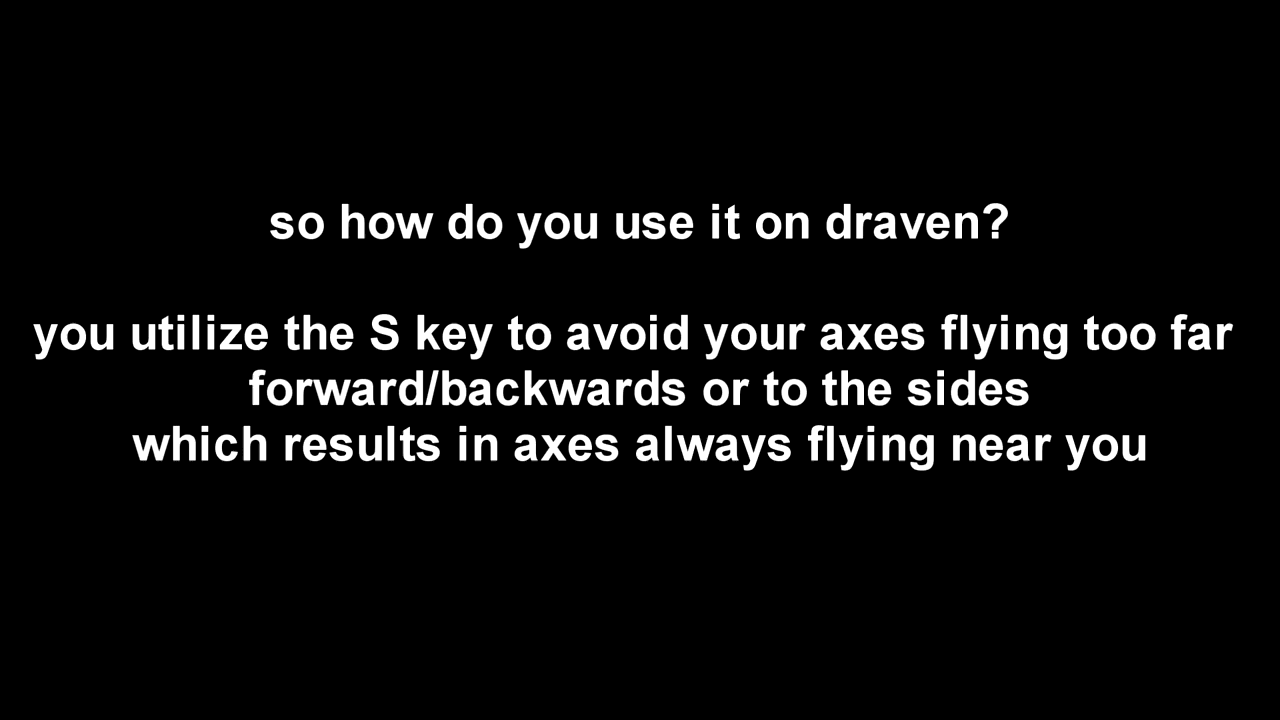 so how do you use it on draven?
you utilize the S key to avoid your axes flying too far
forward/backwards or to the sides
which results in axes always flying near you